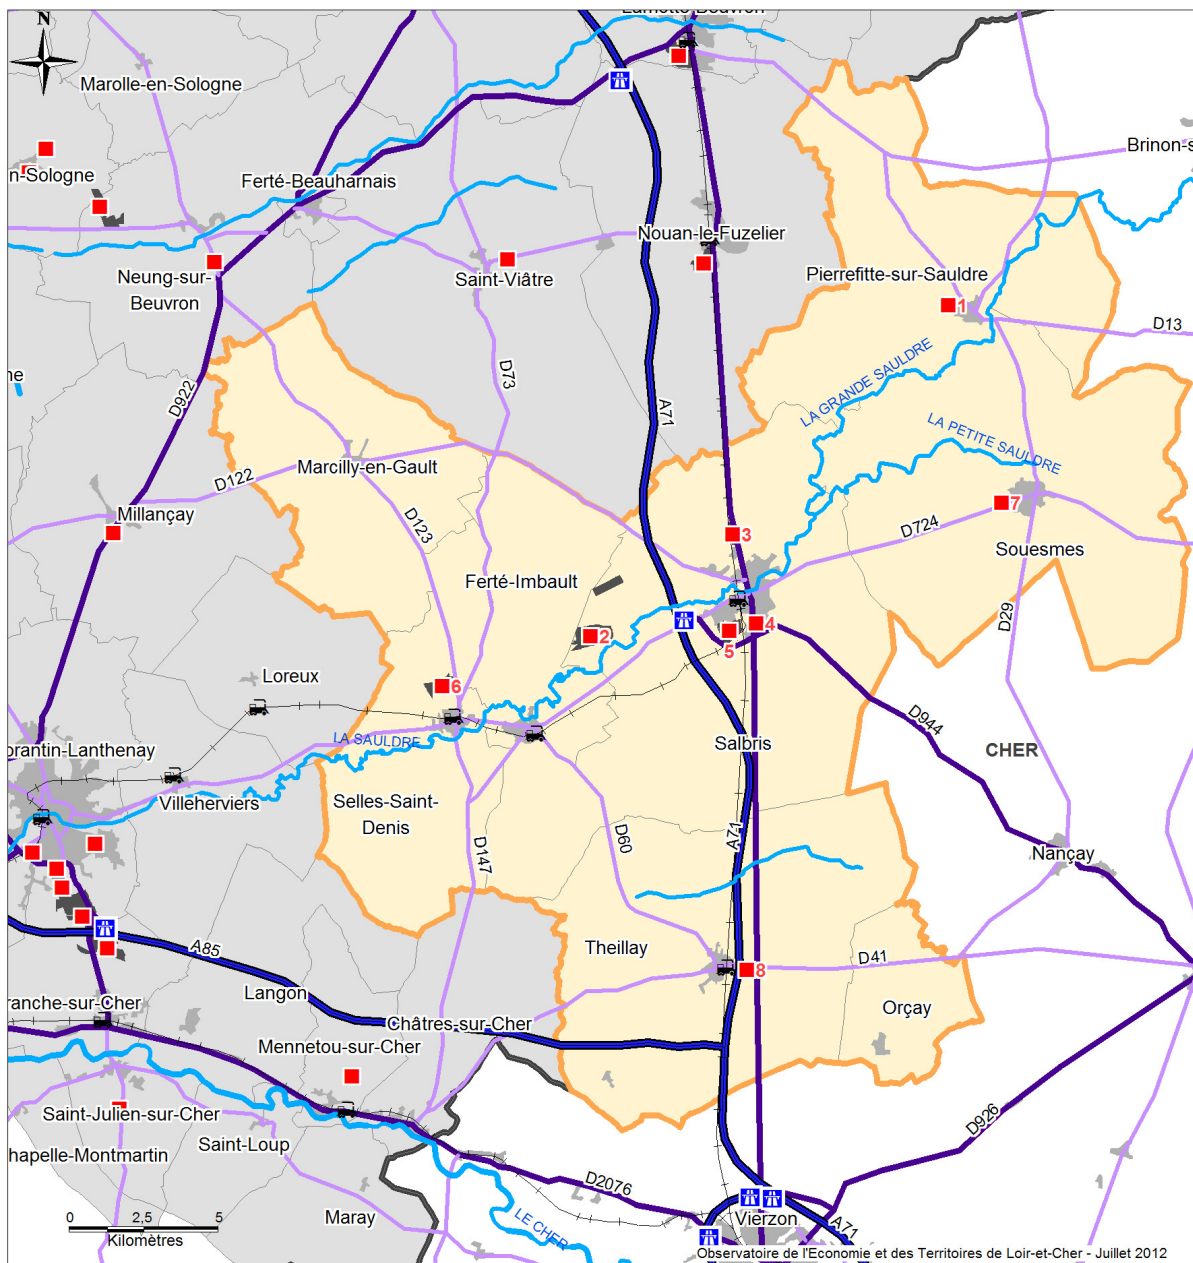 N
Lamotte-Beuvron
Marolle-en-Sologne
Brinon-s
n-Sologne
Ferté-Beauharnais
Nouan-le-Fuzelier
Neung-sur-
Beuvron
Saint-Viâtre
Pierrefitte-sur-Sauldre
1
D13
ne
D922
D73
A71
LA GRANDE SAULDRE
LA PETITE SAULDRE
Marcilly-en-Gault
D122
Millançay
D123
3
D724
7
Souesmes
Ferté-Imbault
D29
2
4
5
Loreux
6
LA SAULDRE
D944
orantin-Lanthenay
Salbris
CHER
Villeherviers
Selles-Saint-
Denis
D147
D60
A71
Nançay
A85
Theillay
8
D41
Langon
ranche-sur-Cher
Châtres-sur-Cher
Orçay
Mennetou-sur-Cher
Saint-Julien-sur-Cher
Saint-Loup
hapelle-Montmartin
D926
D2076
Maray
LE CHER
Vierzon
A71
0 2,5 5
Kilomètres
Observatoire de l'Economie et des Territoires de Loir-et-Cher - Juillet 2012